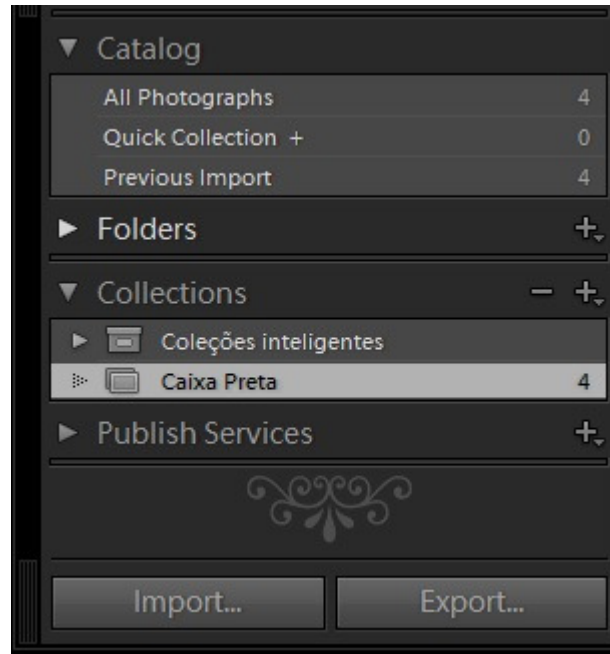 Catalog
All Photographs 4
Quick Collection + 0
Previous Import 4
Folders
Collections
Coleções inteligentes
Caixa Preta 4
Publish Services
Import... Export...